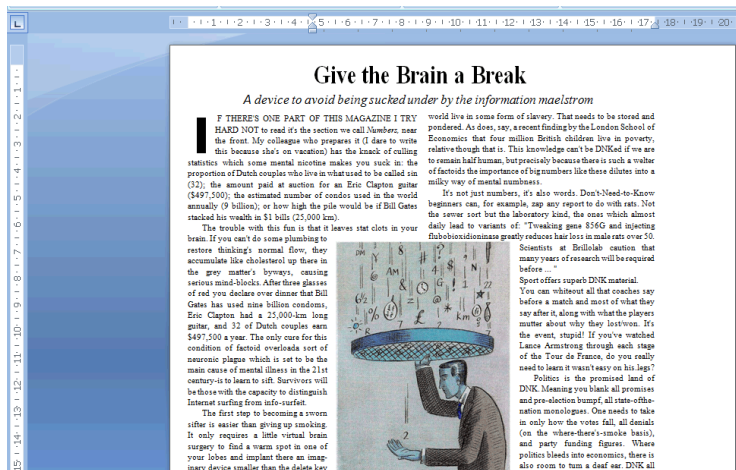 Give the Brain a Break
A device to avoid being sucked under by the information maelstrom
IF THERE'S ONE PART OF THIS MAGAZINE I TRY
HARD NOT to read it's the section we call Numbers, near
the front. My colleague who prepares it (I dare to write
this because she's on vacation) has the knack of culling
statistics which some mental nicotine makes you suck in: the
proportion of Dutch couples who live in what used to be called sin
(32); the amount paid at auction for an Eric Clapton guitar
($497,500); the estimated number of condos used in the world
annually (9 billion); or how high the pile would be if Bill Gates
stacked his wealth in $1 bills (25,000 km).
The trouble with this fun is that it leaves stat clots in your
brain. If you can't do some plumbing to
restore thinking's normal flow, they
accumulate like cholesterol up there in
the grey matter's byways, causing
serious mind-blocks. After three glasses
of red you declare over dinner that Bill
Gates has used nine billion condoms,
Eric Clapton had a 25,000-km long
guitar, and 32 of Dutch couples earn
$497,500 a year. The only cure for this
condition of factoid overloada sort of
neuronic plague which is set to be the
main cause of mental illness in the 21st
century-is to learn to sift. Survivors will
be those with the capacity to distinguish
Internet surfing from info-surfeit.
The first step to becoming a sworn
sifter is easier than giving up smoking.
It only requires a little virtual brain
surgery to find a warm spot in one of
your lobes and implant there an imag-
inary device smaller than the delete key
world live in some form of slavery. That needs to be stored and
pondered. As does, say, a recent finding by the London School of
Economics that four million British children live in poverty,
relative though that is. This knowledge can't be DNKed if we are
to remain half human, but precisely because there is such a welter
of factoids the importance of big numbers like these dilutes into a
milky way of mental numbness.
It's not just numbers, it's also words. Don't-Need-to-Know
beginners can, for example, zap any report to do with rats. Not
the sewer sort but the laboratory kind, the ones which almost
daily lead to variants of: "Tweaking gene 856G and injecting
flubobioxidioninase greatly reduces hair loss in male rats over 50.
Scientists at Brillolab caution that
many years of research will be required
before ... "
Sport offers superb DNK material.
You can whiteout all that coaches say
before a match and most of what they
say after it, along with what the players
mutter about why they lost/won. It's
the event, stupid! If you've watched
Lance Armstrong through each stage
of the Tour de France, do you really
need to learn it wasn't easy on his.legs?
Politics is the promised land of
DNK. Meaning you blank all promises
and pre-election bumpf, all state-ofthe-
nation monologues. One needs to take
in only how the votes fall, all denials
(on the where-there's-smoke basis),
and party funding figures. Where
politics bleeds into economics, there is
also room to turn a deaf ear. DNK all